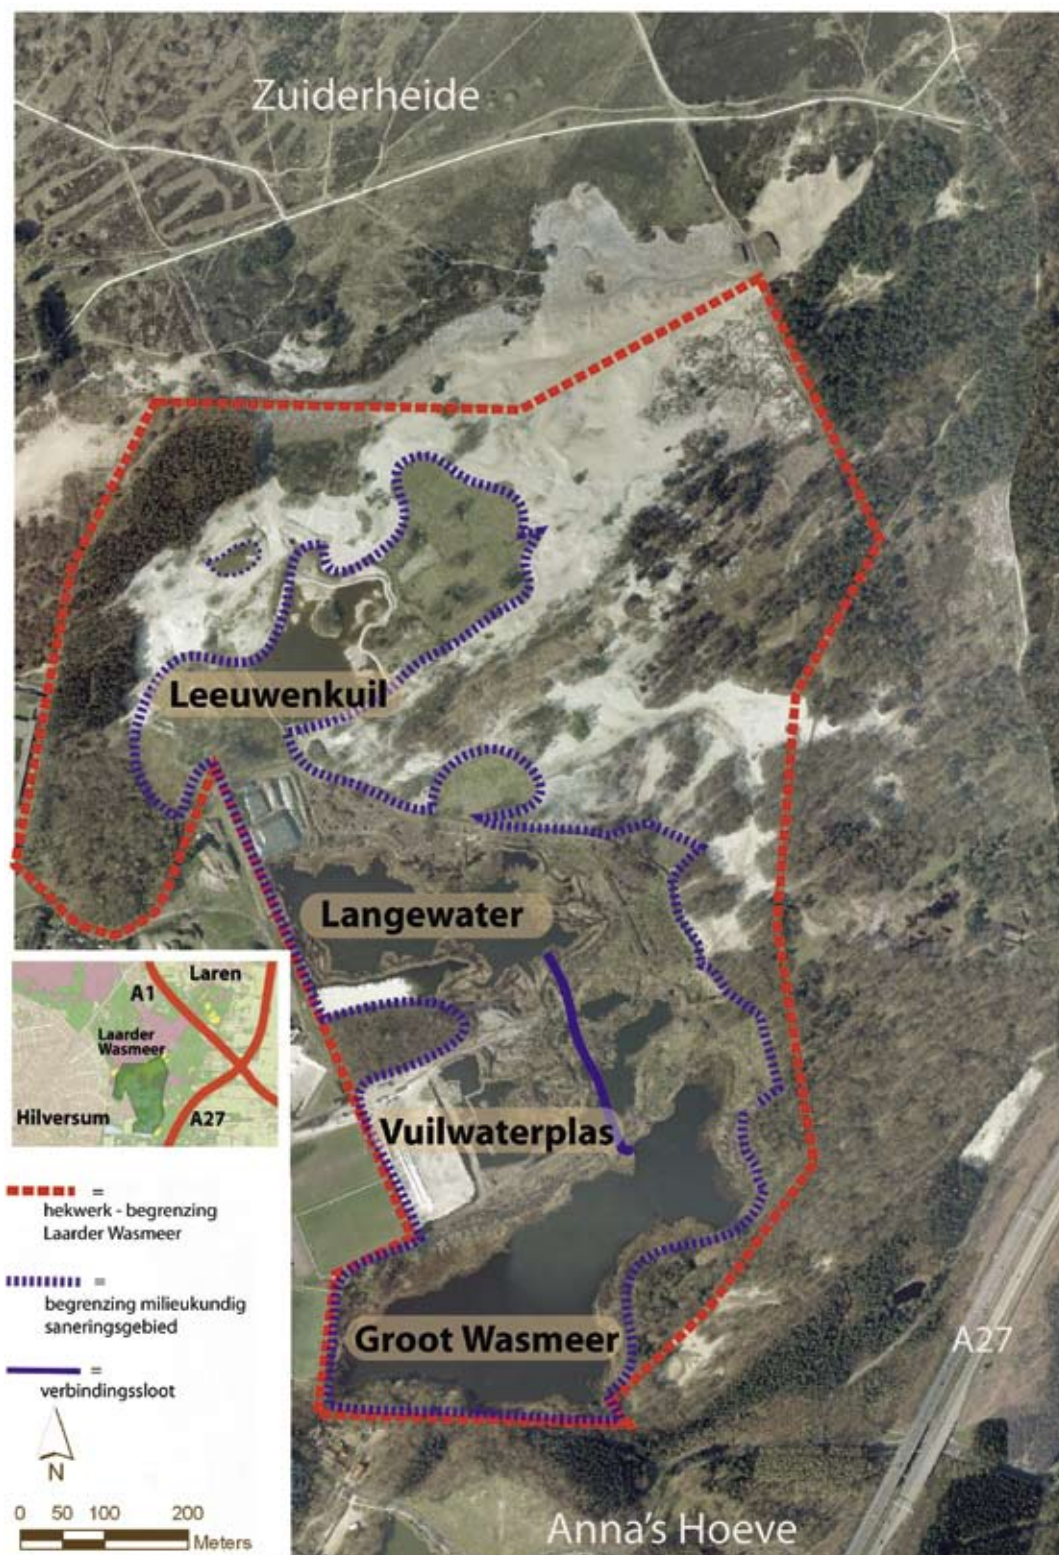 Zuiderheide
Leeuwenkuil
Langewater
Laren
A1
Laarder
Wasmeer
Hilversum
A27
Vuilwaterplas
=
hekwerk - begrenzing
Laarder Wasmeer
=
begrenzing milieukundig
saneringsgebied
Groot Wasmeer
A27
=
verbindingssloot
N
0 50 100 200
Meters
Anna's Hoeve